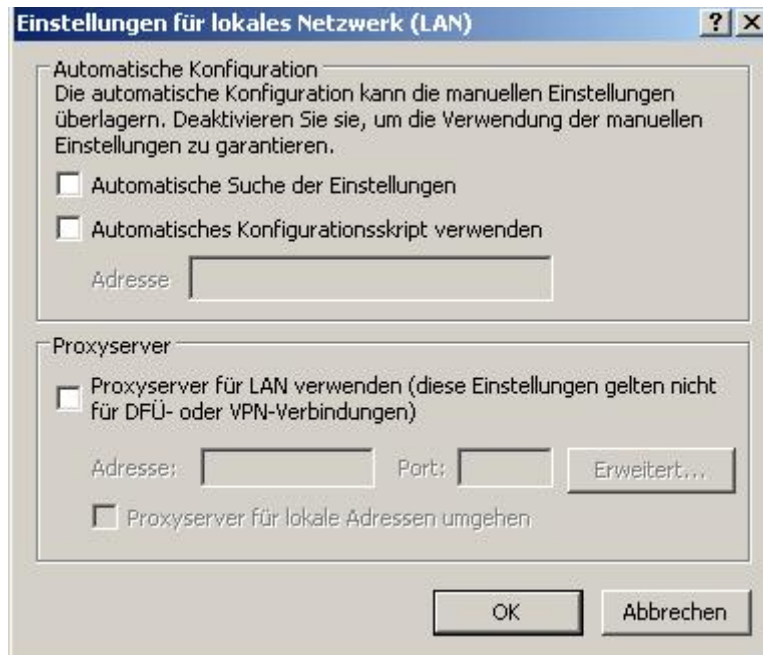 Einstellungen für lokales Netzwerk (LAN)
Automatische Konfiguration
Die automatische Konfiguration kann die manuellen Einstellungen
überlagern. Deaktivieren Sie sie, um die Verwendung der manuellen
Einstellungen zu garantieren.
Automatische Suche der Einstellungen
Automatisches Konfigurationsskript verwenden
Adresse
Proxyserver
Proxyserver für LAN verwenden (diese Einstellungen gelten nicht
für DFÜ- oder VPN-Verbindungen)
Adresse: Port: Erweitert...
Proxyserver für lokale Adressen umgehen
OK Abbrechen